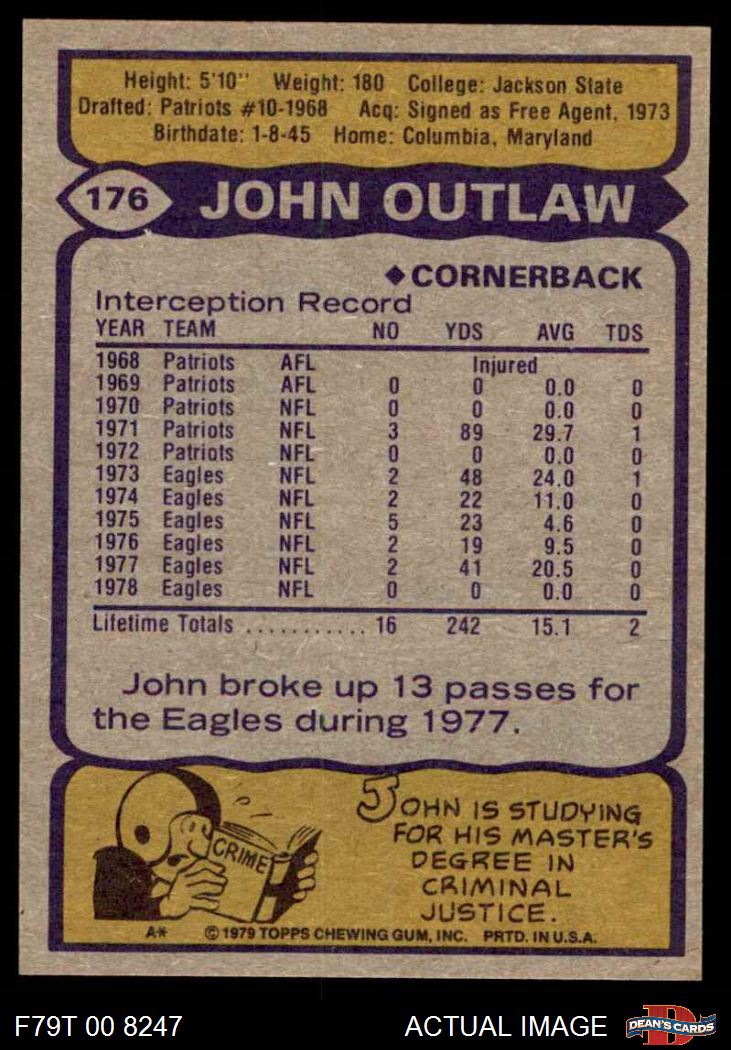 Height: 5'10" Weight: 180 College: Jackson State
Drafted: Patriots #10-1968 Acq: Signed as Free Agent, 1973
Birthdate: 1-8-45 Home: Columbia, Maryland
176 JOHN OUTLAW
◆CORNERBACK
Interception Record
YEAR TEAM NO YDS AVG TDS
1968 Patriots AFL Injured
1969 Patriots AFL 0 0 0.0 0
1970 Patriots NFL 0 0 0.0 0
1971 Patriots NFL 3 89 29.7 1
1972 Patriots NFL 0 0 0.0 0
1973 Eagles NFL 2 48 24.0 1
1974 Eagles NFL 2 22 11.0 0
1975 Eagles NFL 5 23 4.6 0
1976 Eagles NFL 2 19 9.5 0
1977 Eagles NFL 2 41 20.5 0
1978 Eagles NFL 0 0 0.0 0
Lifetime Totals ........... 16 242 15.1 2
John broke up 13 passes for
the Eagles during 1977.
CRIME
JOHN IS STUDYING
FOR HIS MASTER'S
DEGREE IN
CRIMINAL
JUSTICE.
A* © 1979 TOPPS CHEWING GUM, INC. PRTD. IN U.S.A.
F79T 00 8247 ACTUAL IMAGE D DEAN'S CARDS